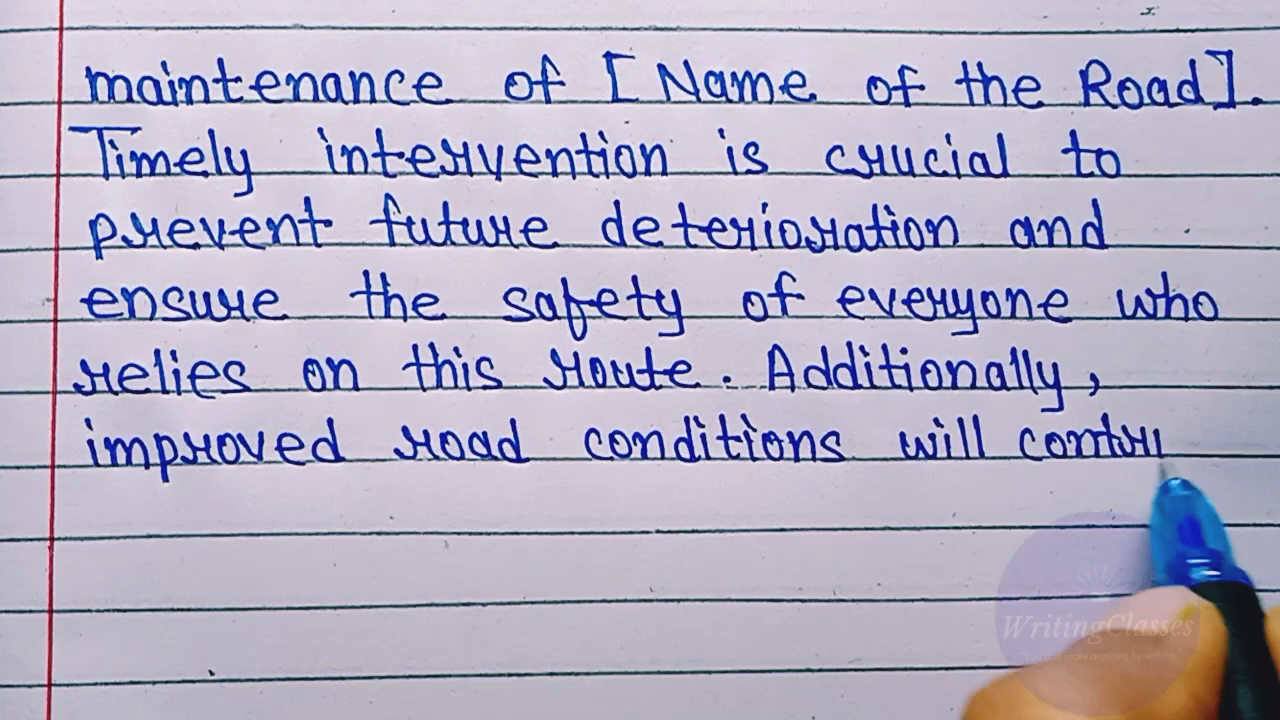 maintenance of [Name of the Road].
Timely intervention is crucial to
prevent future deterioration and
ensure the safety of everyone who
relies on this route. Additionally,
improved road conditions will contri
WritingClasses